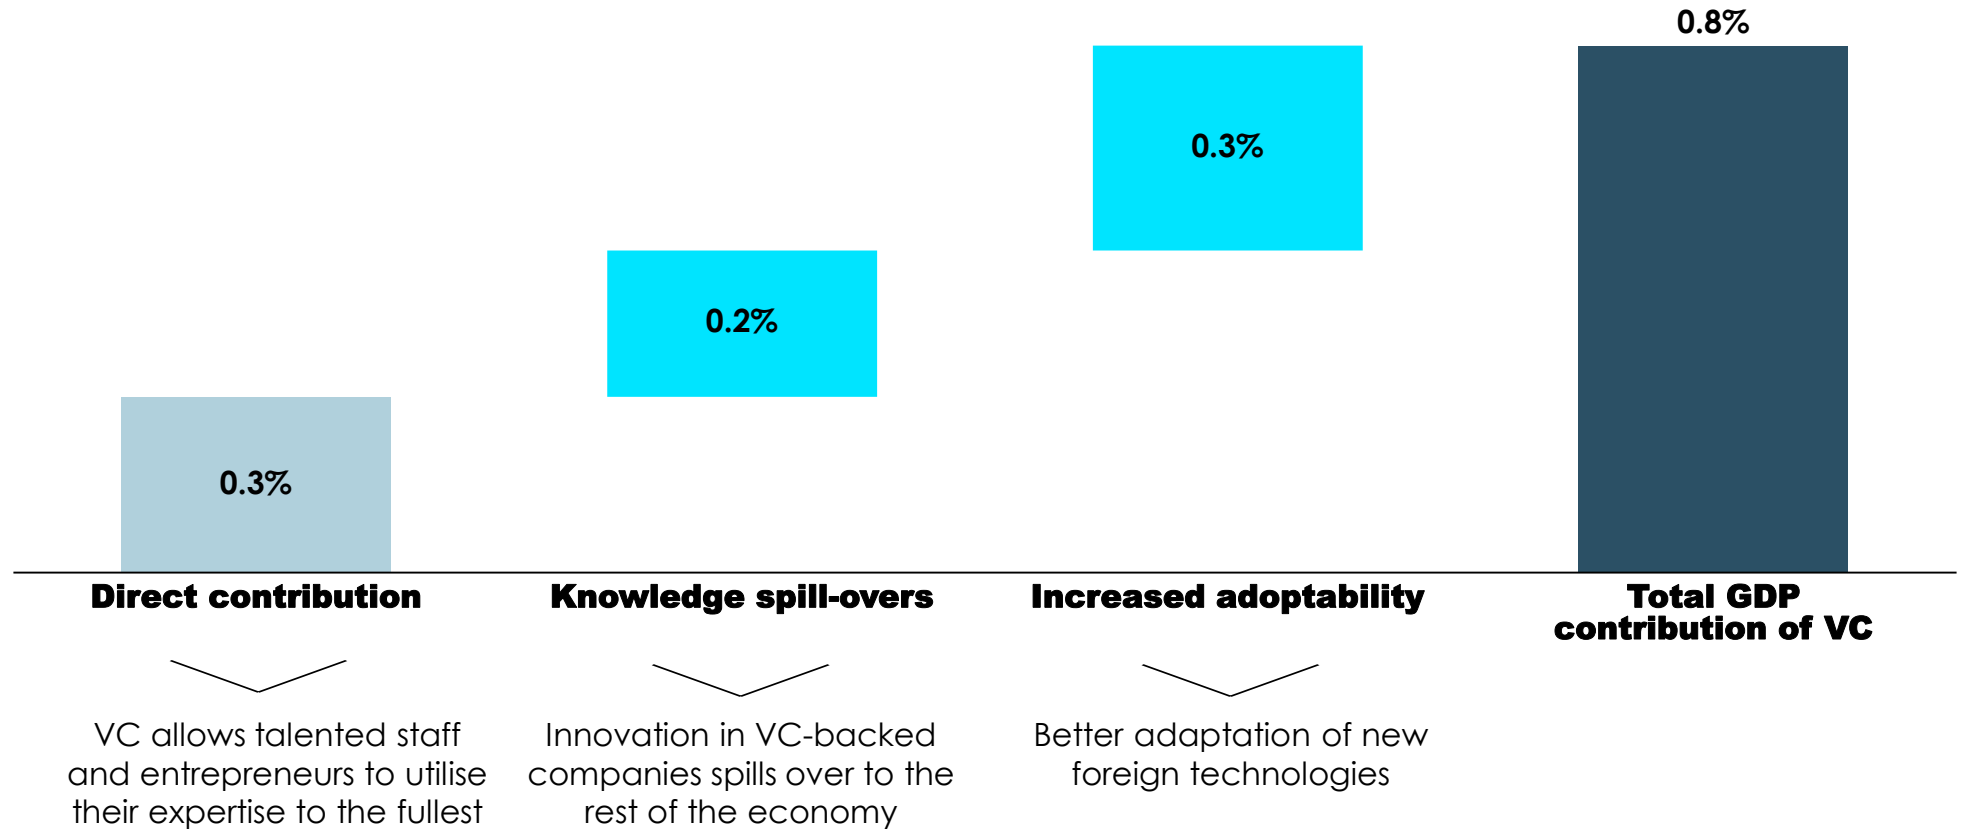 0.8%
0.3%
0.2%
0.3%
Direct contribution
Knowledge spill-overs
Increased adoptability
Total GDP
contribution of VC
VC allows talented staff
and entrepreneurs to utilise
their expertise to the fullest
Innovation in VC-backed
companies spills over to the
rest of the economy
Better adaptation of new
foreign technologies